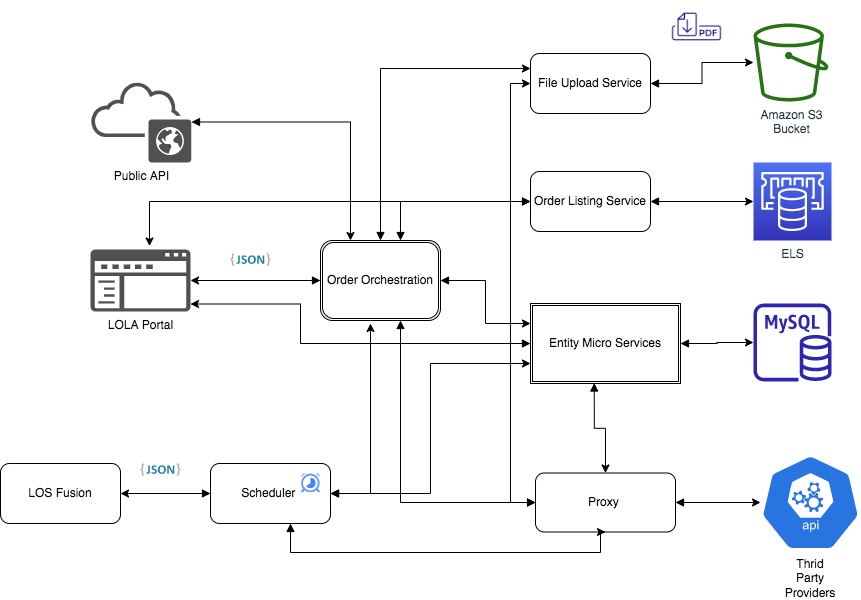 PDF
File Upload Service
Amazon S3
Bucket
Public API
Order Listing Service
ELS
{JSON}
Order Orchestration
LOLA Portal
Entity Micro Services
MySQL
{JSON}
LOS Fusion
Scheduler
Proxy
api
Thrid
Party
Providers